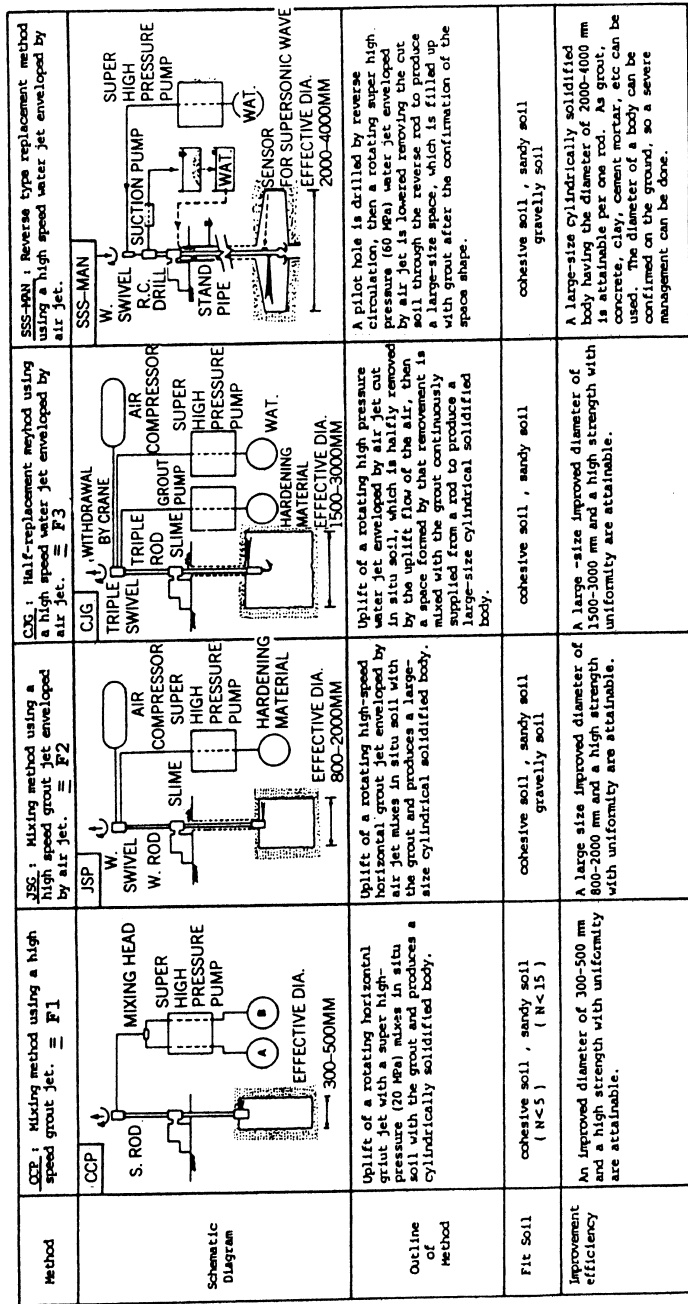 Method
CCP : Mixing method using a high
speed grout jet. = F1
JSG : Mixing method using a
high speed grout jet enveloped
by air jet. = F2
CJG : Half-replacement meyhod using
a high speed water jet enveloped by
air jet. = F3
SSS-MAN : Reverse type replacement method
using a high speed water jet enveloped by
air jet.
Schematic
Diagram
CCP
S. ROD
MIXING HEAD
SUPER
HIGH
PRESSURE
PUMP
A
B
EFFECTIVE DIA.
300-500MM
JSP
W.
SWIVEL
W. ROD
SLIME
AIR
COMPRESSOR
SUPER
HIGH
PRESSURE
PUMP
HARDENING
MATERIAL
EFFECTIVE DIA.
800-2000MM
CJG
WITHDRAWAL
BY CRANE
TRIPLE
SWIVEL
TRIPLE
ROD
SLIME
AIR
COMPRESSOR
GROUT
PUMP
SUPER
HIGH
PRESSURE
PUMP
WAT.
HARDENING
MATERIAL
EFFECTIVE DIA.
1500-3000MM
SSS-MAN
W.
SWIVEL
R.C.
DRILL
STAND
PIPE
SUCTION PUMP
SUPER
HIGH
PRESSURE
PUMP
WAT.
WAT.
SENSOR
FOR SUPERSONIC WAVE
EFFECTIVE DIA.
2000-4000MM
Outline
of
Method
Uplift of a rotating horizontal
griut jet with a super high-
pressure (20 MPa) mixes in situ
soil with the grout and produces a
cylindrically solidified body.
Uplift of a rotating high-speed
horizontal grout jet enveloped by
air jet mixes in situ soil with
the grout and produces a large-
size cylindrical solidified body.
Uplift of a rotating high pressure
water jet enveloped by air jet cut
in situ soil, which is halfly removed
by the uplift flow of the air, then
a space formed by that removement is
mixed with the grout continuously
supplied from a rod to produce a
large-size cylindrical solidified
body.
A pilot hole is drilled by reverse
circulation, then a rotating super high
pressure (60 MPa) water jet enveloped
by air jet is lowered removing the cut
soil through the reverse rod to produce
a large-size space, which is filled up
with grout after the confirmation of the
space shape.
Fit Soil
cohesive soil , sandy soil
( N<5 ) ( N<15 )
cohesive soil , sandy soil
gravelly soil
cohesive soil , sandy soil
cohesive soil , sandy soil
gravelly soil
Improvement
efficiency
An improved diameter of 300-500 mm
and a high strength with uniformity
are attainable.
A large size improved diameter of
800-2000 mm and a high strength
with uniformity are attainable.
A large -size improved diameter of
1500-3000 mm and a high strength with
uniformity are attainable.
A large-size cylindrically solidified
body having the diameter of 2000-4000 mm
is attainable per one rod. As grout,
concrete, clay, cement mortar, etc can be
used. The diameter of a body can be
confirmed on the ground, so a severe
management can be done.